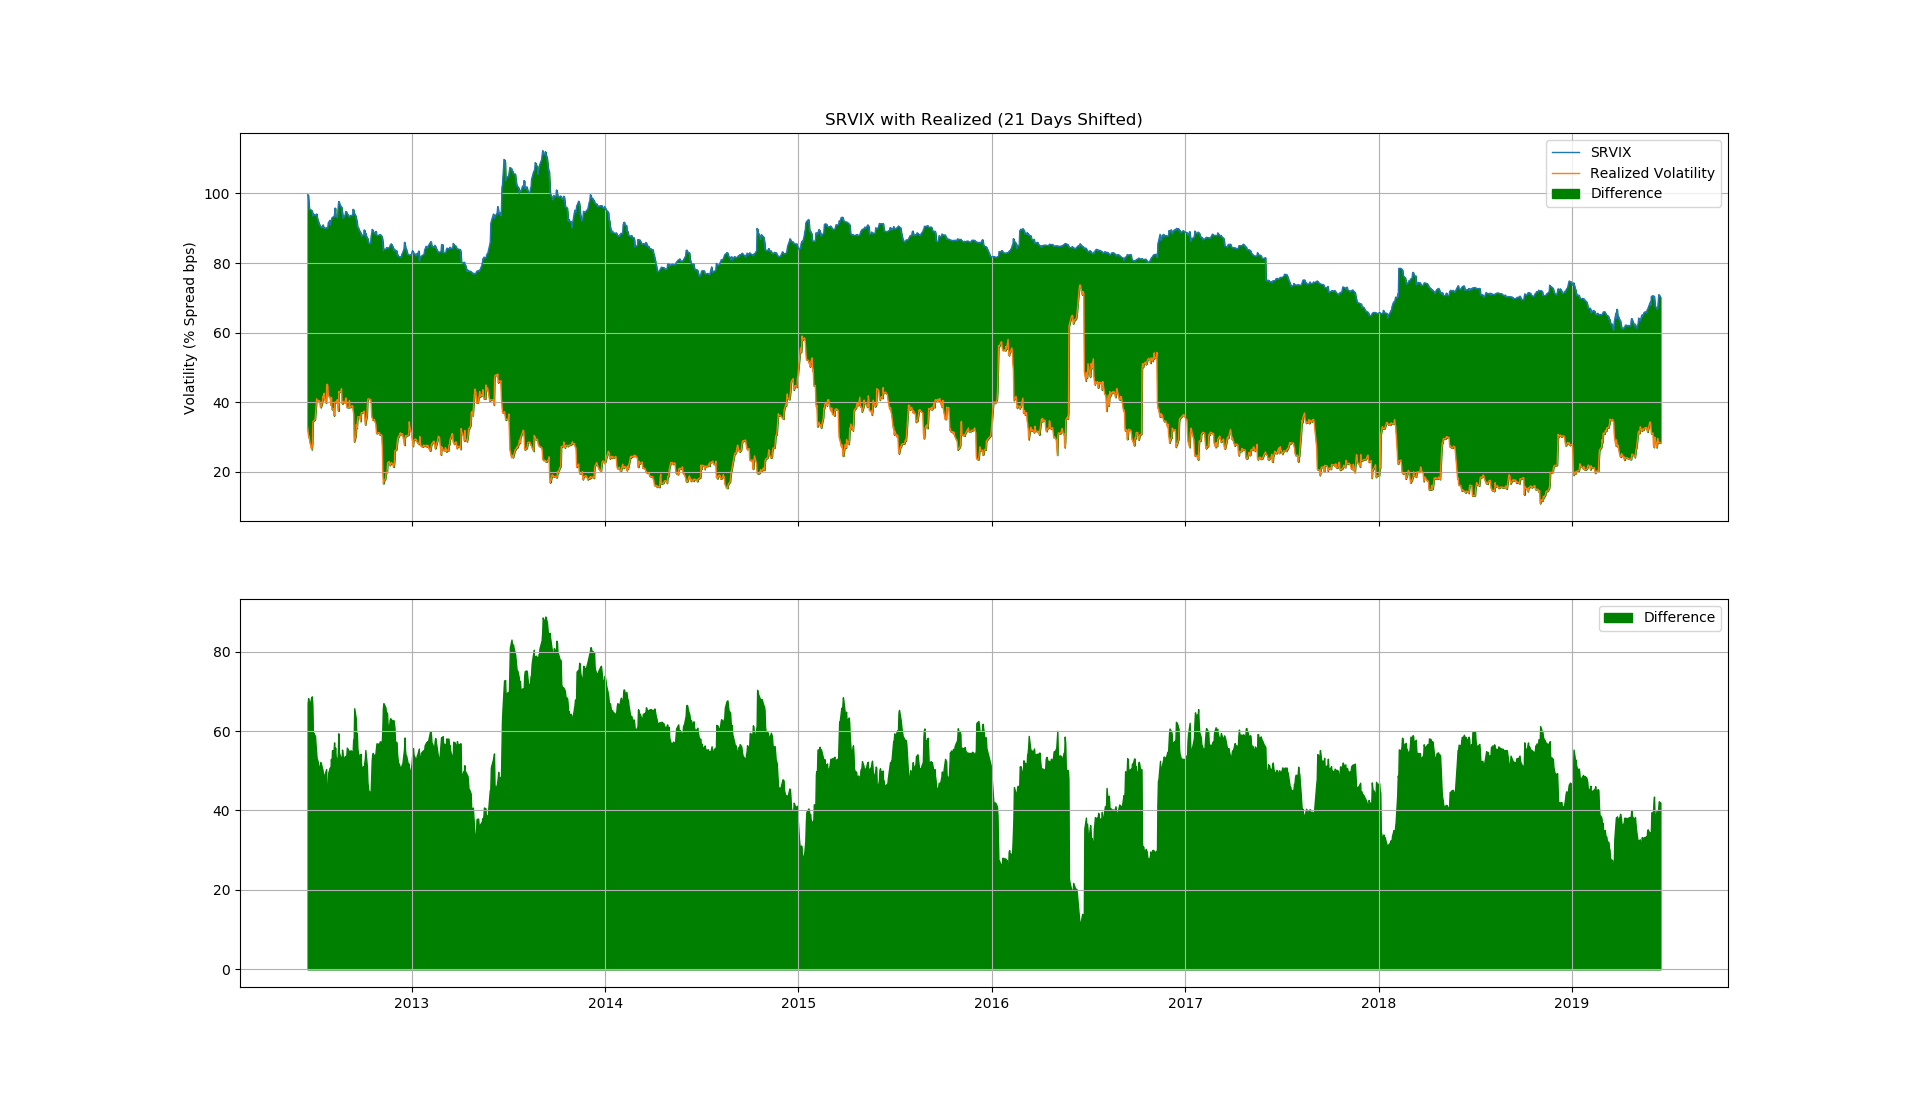 SRVIX with Realized (21 Days Shifted)
Volatility (% Spread bps)
100
80
60
40
20
SRVIX
Realized Volatility
Difference
80
60
40
20
0
Difference
2013 2014 2015 2016 2017 2018 2019